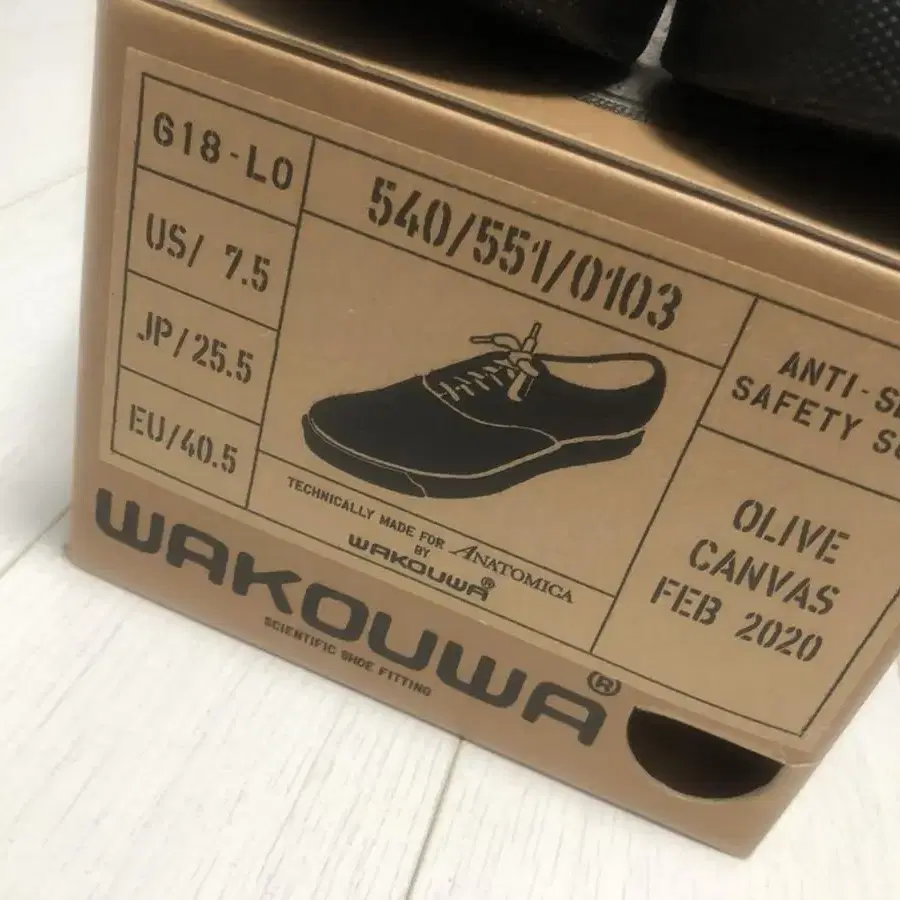 G18-LO
US/ 7.5
JP/25.5
EU/40.5
540/551/0103
TECHNICALLY MADE FOR ANATOMICA
BY
WAKOUWA®
SAFETY
OLIVE
CANVAS
FEB 2020
WAKOUWA®
SCIENTIFIC SHOE FITTING